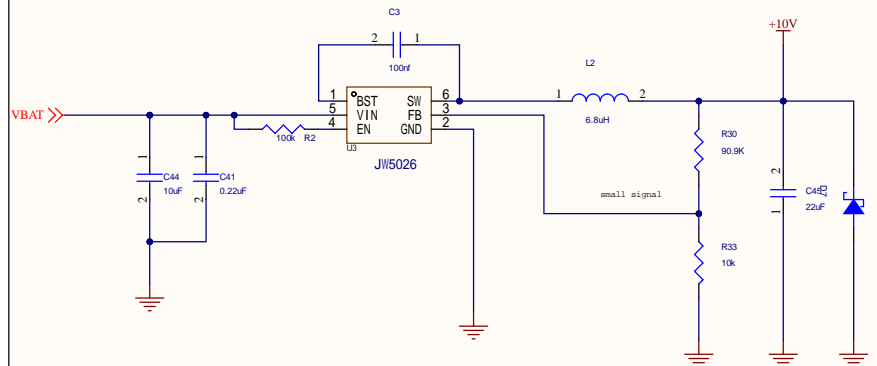 C3
+10V
2
1
100nf
L2
VBAT
1
BST
SW
6
1
2
5
VIN
FB
3
6.8uH
4
EN
GND
2
100k
R2
U3
JW5026
R30
90.9K
1
1
C44
10uF
C41
0.22uF
2
2
small signal
2
C45
22uF
1
D7
R33
10k